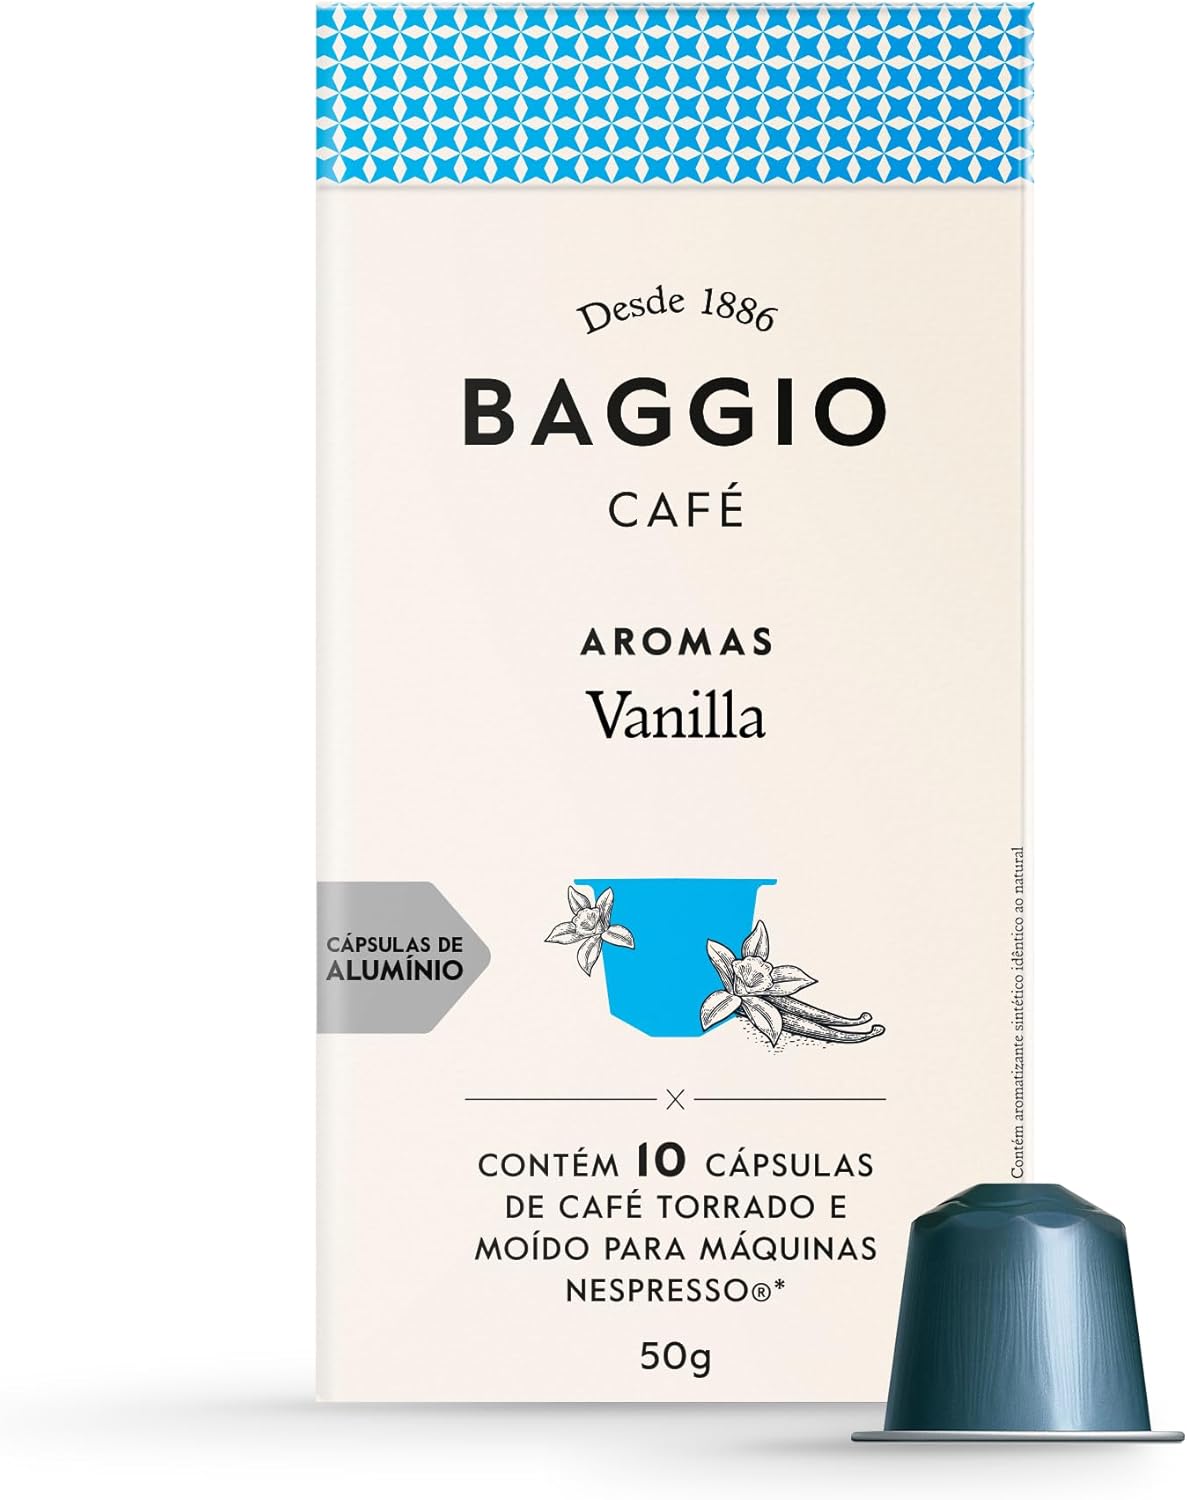 Desde 1886
BAGGIO
CAFÉ
AROMAS
Vanilla
CÁPSULAS DE
ALUMÍNIO
Contém aromatizante sintético idêntico ao natural
CONTÉM 10 CÁPSULAS
DE CAFÉ TORRADO E
MOÍDO PARA MÁQUINAS
NESPRESSO®*
50g